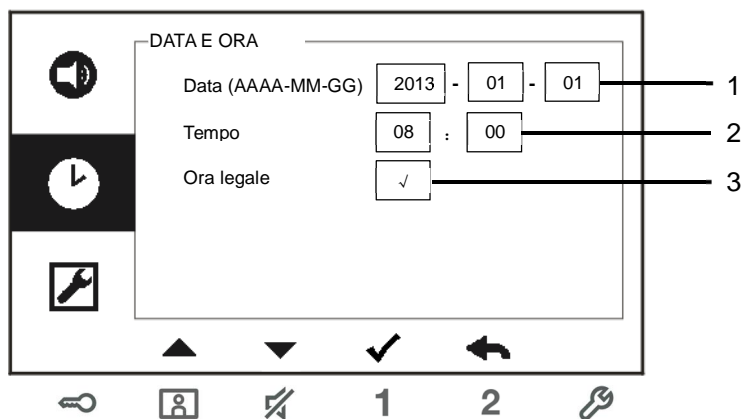 DATA E ORA
Data (AAAA-MM-GG) 2013 - 01 - 01 1
Tempo 08 : 00 2
Ora legale √ 3
1 2